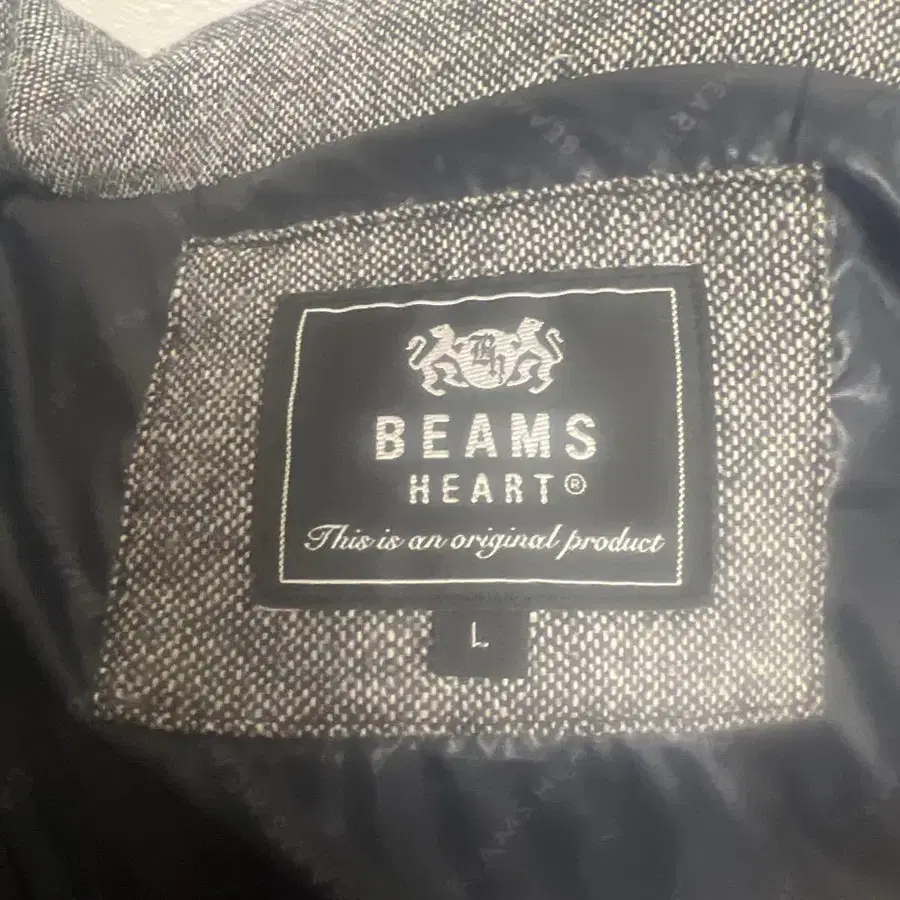 BEAMS
HEART®
This is an original product
L